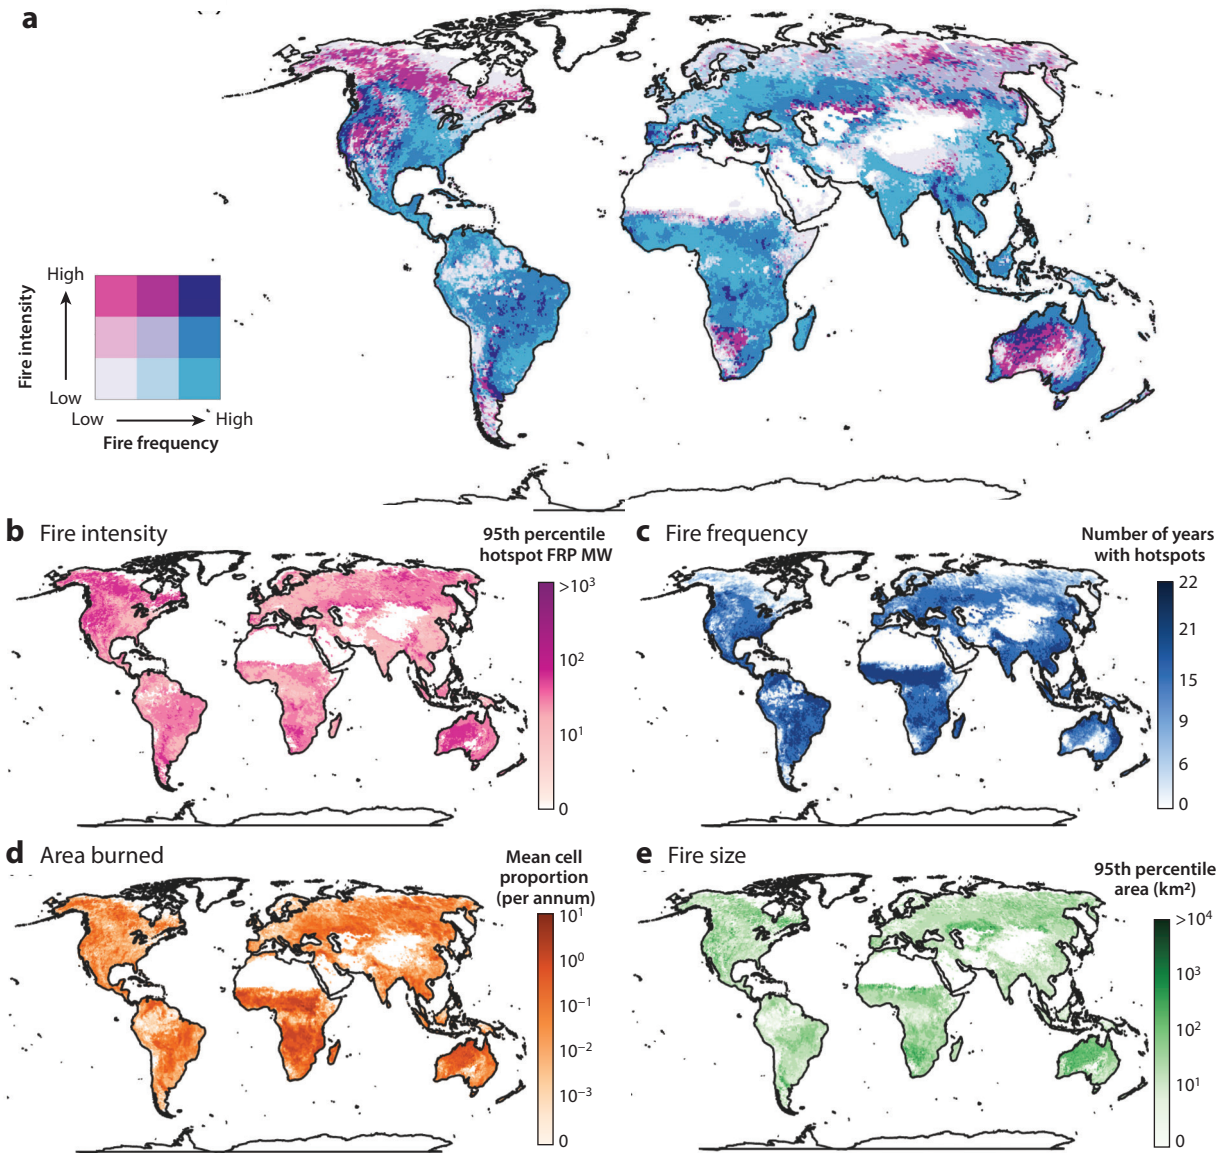 a
High
Fire intensity
Low
Low
High
Fire frequency
b Fire intensity
95th percentile
hotspot FRP MW
>10³
10²
10¹
0
c Fire frequency
Number of years
with hotspots
22
21
15
9
6
0
d Area burned
Mean cell
proportion
(per annum)
10¹
10⁰
10⁻¹
10⁻²
10⁻³
0
e Fire size
95th percentile
area (km²)
>10⁴
10³
10²
10¹
0